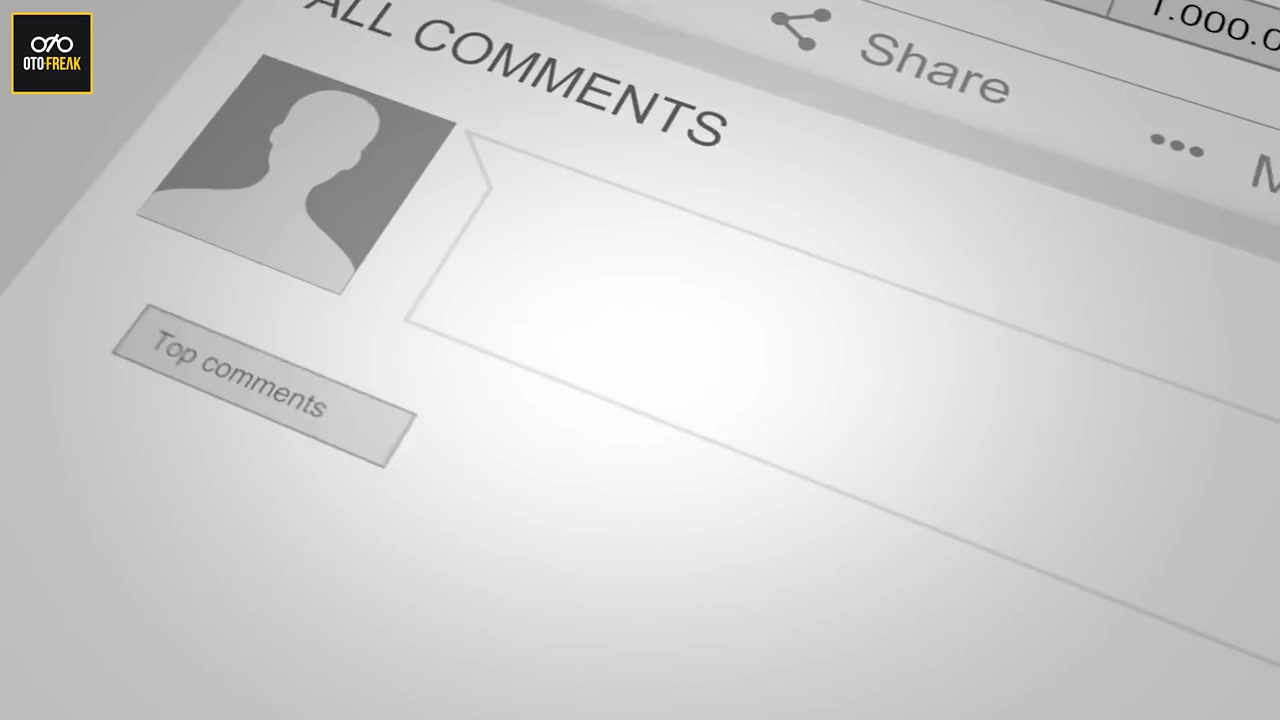 OTO FREAK
1.000.0
Share
ALL COMMENTS
Top comments